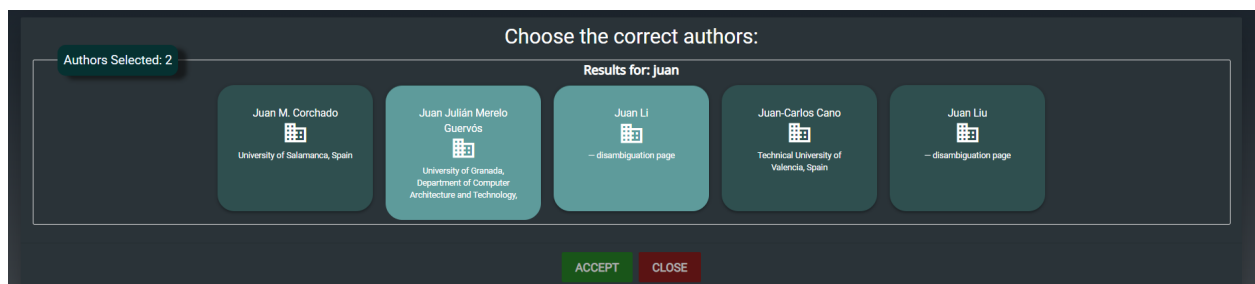 Choose the correct authors:
Authors Selected: 2
Results for: juan
Juan M. Corchado
University of Salamanca, Spain
Juan Julián Merelo
Guervós
University of Granada,
Department of Computer
Architecture and Technology,
Juan Li
– disambiguation page
Juan-Carlos Cano
Technical University of
Valencia, Spain
Juan Liu
– disambiguation page
ACCEPT
CLOSE